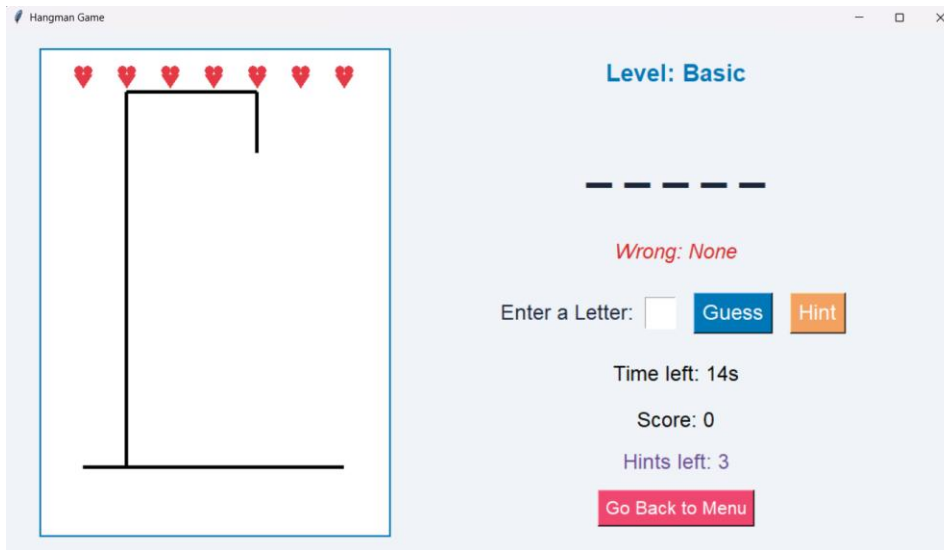 Hangman Game
Level: Basic
_ _ _ _ _
Wrong: None
Enter a Letter: Guess Hint
Time left: 14s
Score: 0
Hints left: 3
Go Back to Menu